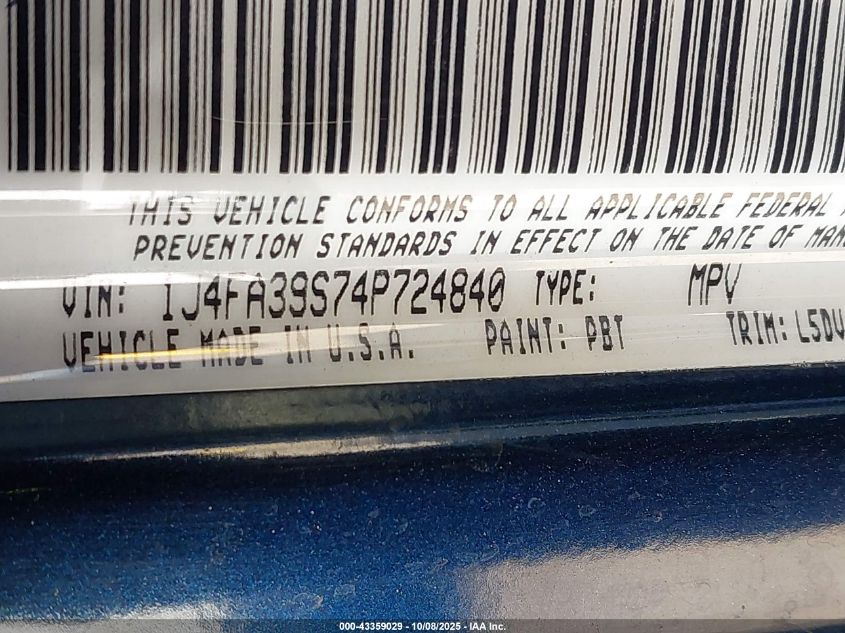 THIS VEHICLE CONFORMS TO ALL APPLICABLE FEDERAL
PREVENTION STANDARDS IN EFFECT ON THE DATE OF MAN
VIN: 1J4FA39S74P724840 TYPE: MPV
VEHICLE MADE IN U.S.A. PAINT: PBT TRIM: L5DV
000-43359029 - 10/08/2025 - IAA Inc.